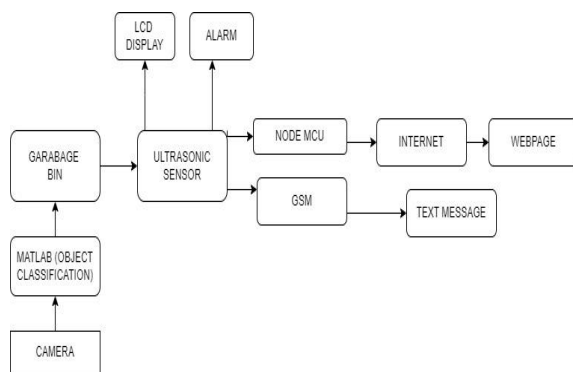 LCD
DISPLAY
ALARM
NODE MCU
INTERNET
WEBPAGE
GARABAGE
BIN
ULTRASONIC
SENSOR
GSM
TEXT MESSAGE
MATLAB (OBJECT
CLASSIFICATION)
CAMERA